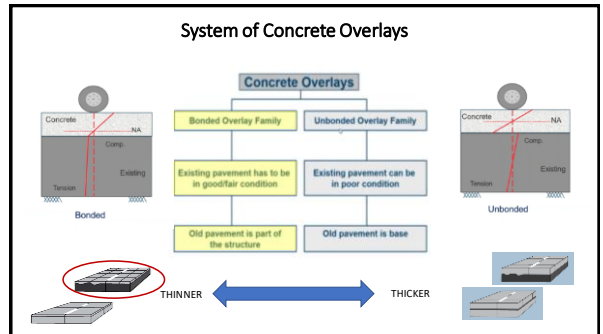 System of Concrete Overlays
Concrete Overlays
Concrete
NA
Comp.
Existing
Tension
Bonded
Bonded Overlay Family
Existing pavement has to be
in good/fair condition
Old pavement is part of
the structure
Unbonded Overlay Family
Existing pavement can be
in poor condition
Old pavement is base
Concrete
NA
Comp.
Existing
Tension
Unbonded
THINNER
THICKER